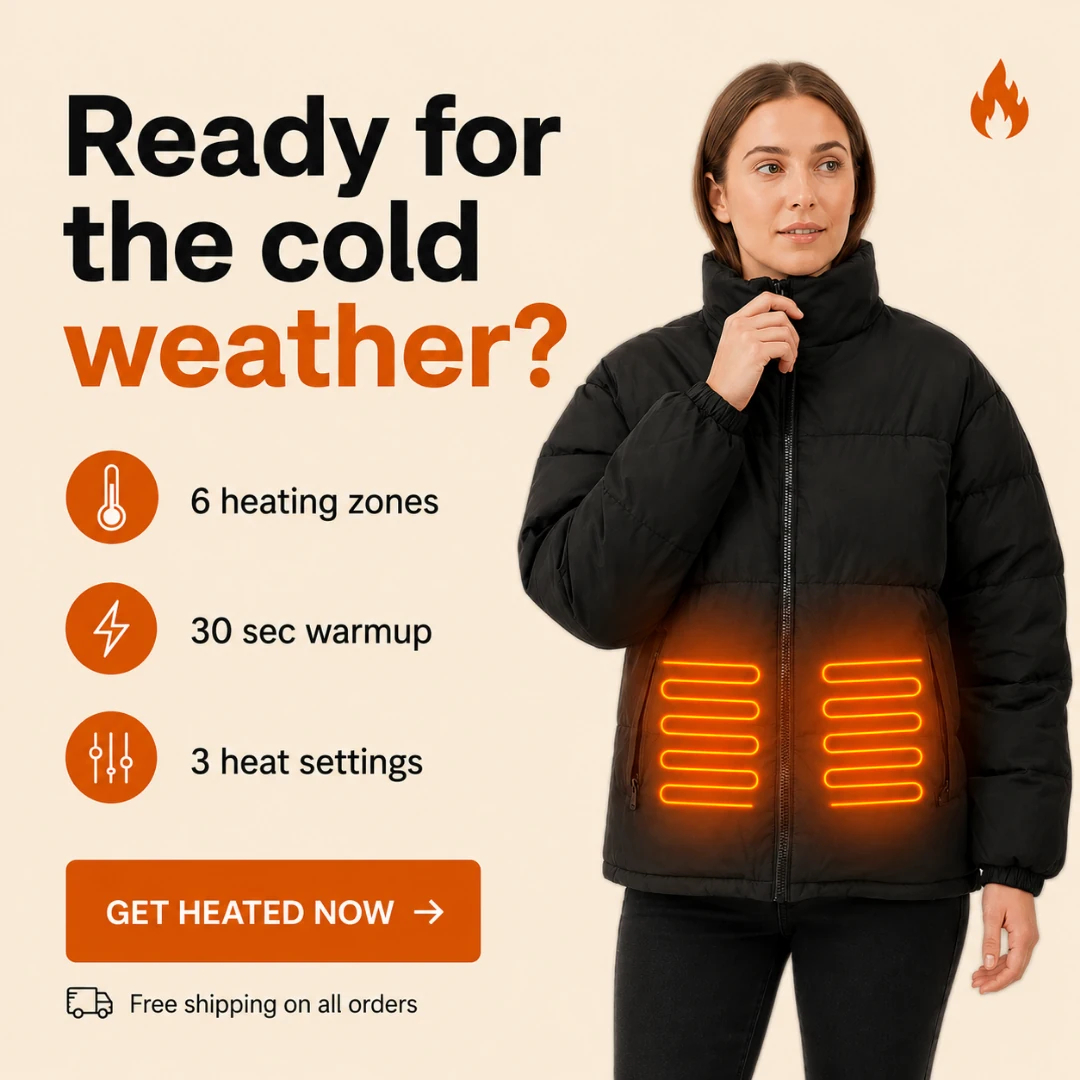 Ready for
the cold
weather?
6 heating zones
30 sec warmup
3 heat settings
GET HEATED NOW →
Free shipping on all orders